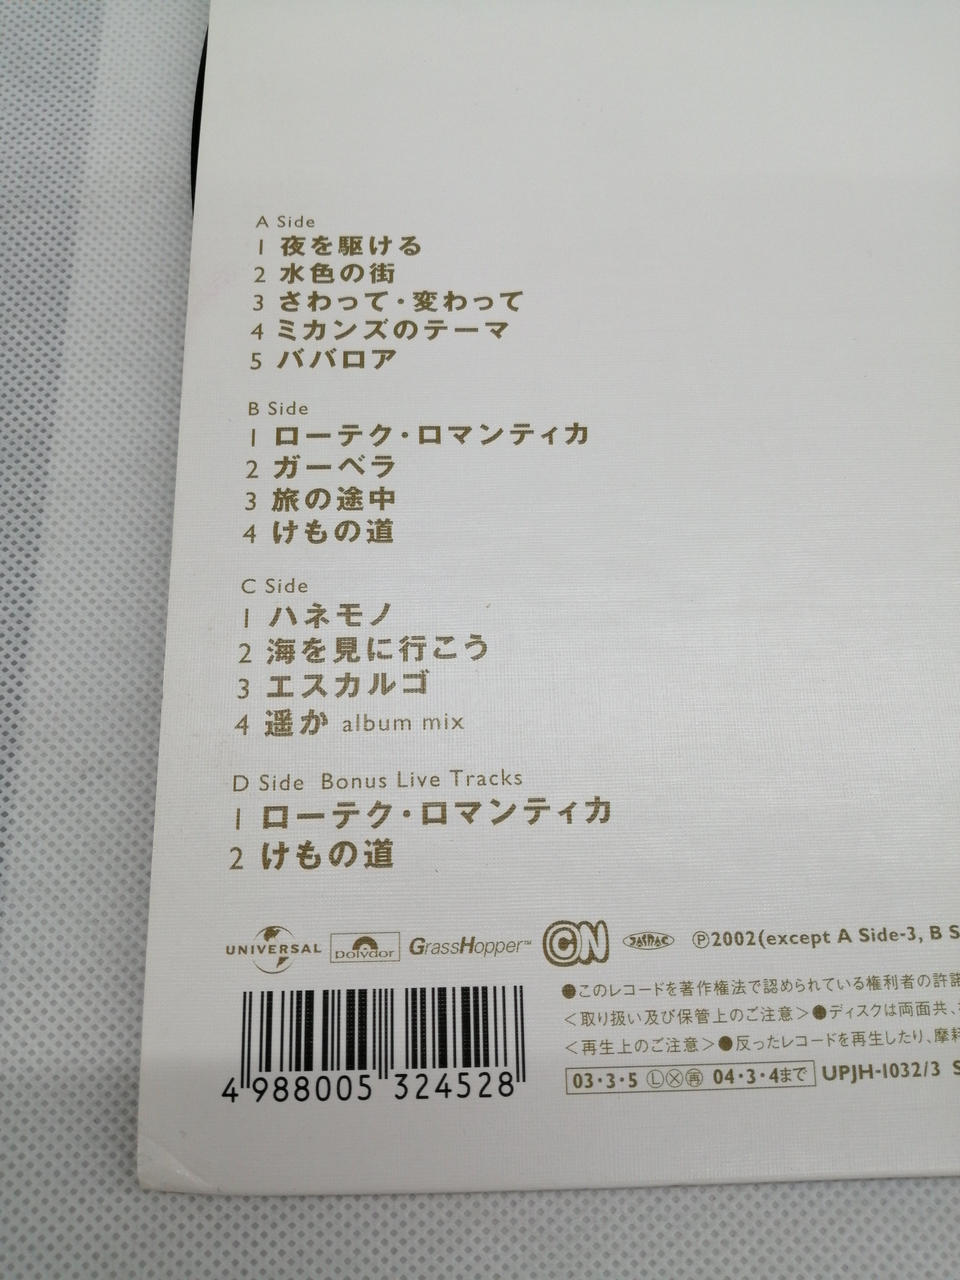 A Side
1 夜を駆ける
2 水色の街
3 さわって・変わって
4 ミカンズのテーマ
5 ババロア
B Side
1 ローテク・ロマンティカ
2 ガーベラ
3 旅の途中
4 けもの道
C Side
1 ハネモノ
2 海を見に行こう
3 エスカルゴ
4 遥か album mix
D Side Bonus Live Tracks
1 ローテク・ロマンティカ
2 けもの道
UNIVERSAL polydor GrassHopper™ CN JASRAC ℗2002(except A Side-3, B S
●このレコードを著作権法で認められている権利者の許諾
＜取り扱い及び保管上のご注意＞●ディスクは両面共、
＜再生上のご注意＞●反ったレコードを再生したり、摩耗
03・3・5 Ⓛ Ⓧ ㊢ 04・3・4まで UPJH-1032/3 S
4 988005 324528